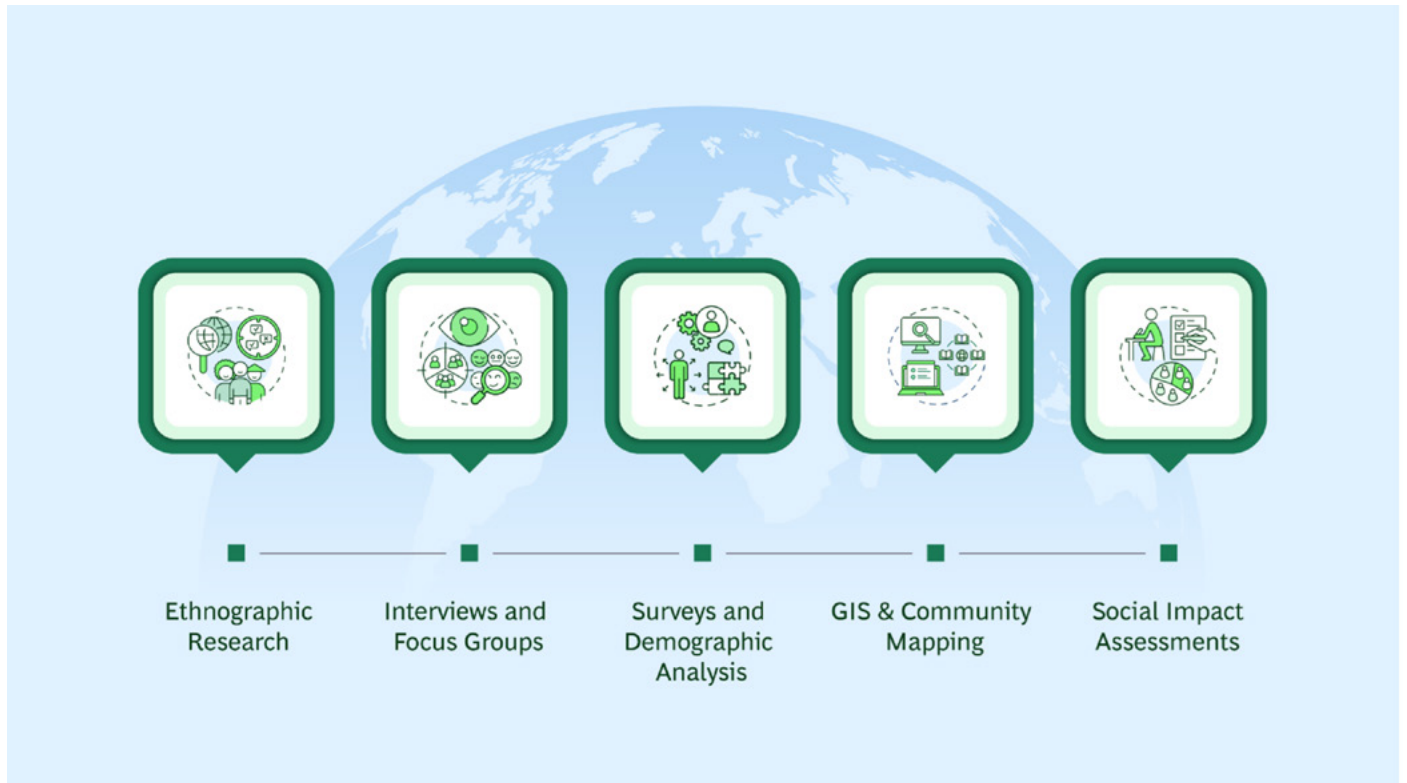 Ethnographic
Research
Interviews and
Focus Groups
Surveys and
Demographic
Analysis
GIS & Community
Mapping
Social Impact
Assessments